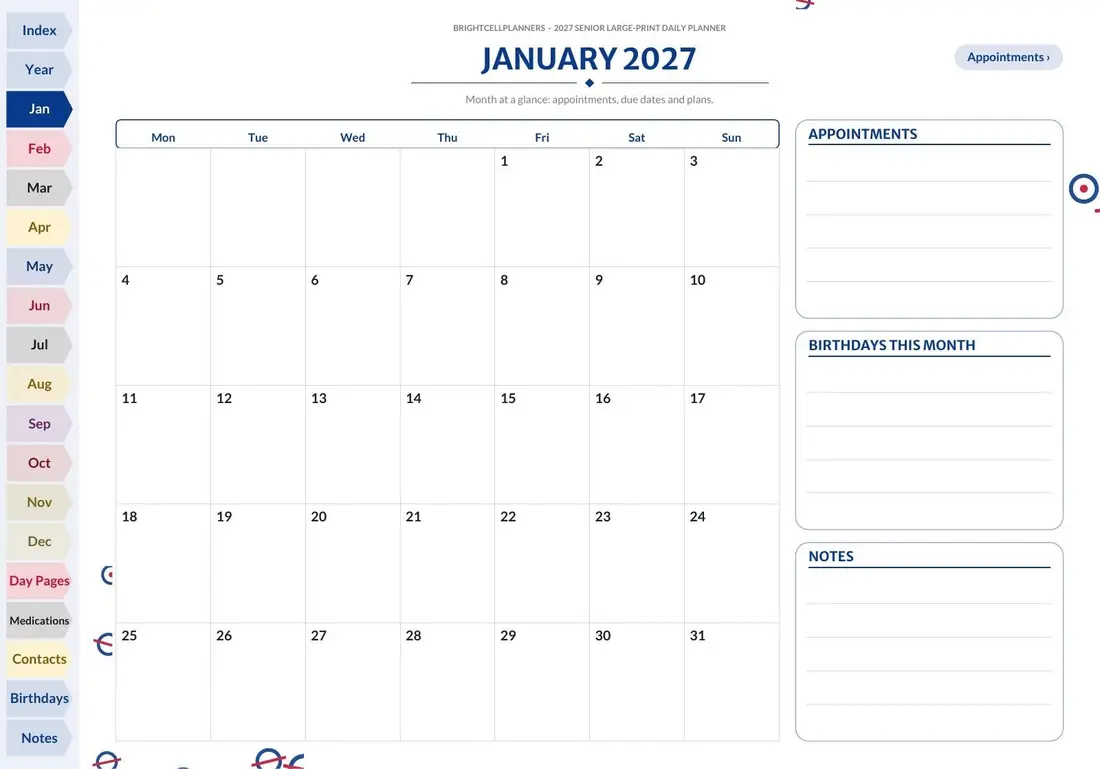 Index
Year
Jan
Feb
Mar
Apr
May
Jun
Jul
Aug
Sep
Oct
Nov
Dec
Day Pages
Medications
Contacts
Birthdays
Notes
BRIGHTCELLPLANNERS - 2027 SENIOR LARGE-PRINT DAILY PLANNER
JANUARY 2027
Month at a glance: appointments, due dates and plans.
Appointments ›
Mon Tue Wed Thu Fri Sat Sun
1 2 3
4 5 6 7 8 9 10
11 12 13 14 15 16 17
18 19 20 21 22 23 24
25 26 27 28 29 30 31
APPOINTMENTS
BIRTHDAYS THIS MONTH
NOTES